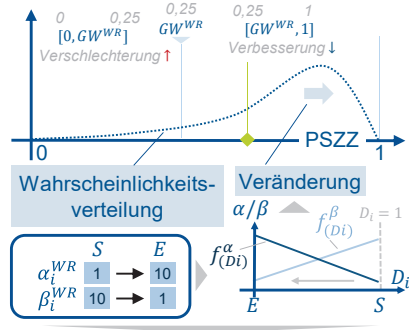 0 0,25 0,25 0,25 1
[0, GW^WR] GW^WR [GW^WR, 1]
Verschlechterung ↑ Verbesserung ↓
0 PSZZ 1
Wahrscheinlichkeits-
verteilung
Veränderung
α/β f^β_(Di) D_i = 1
f^α_(Di)
D_i
E S
S E
α_i^WR 1 → 10
β_i^WR 10 → 1